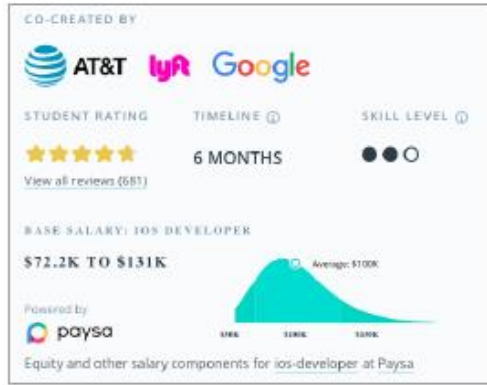 CO-CREATED BY
AT&T lyft Google
STUDENT RATING TIMELINE SKILL LEVEL
View all reviews (681)
6 MONTHS
BASE SALARY: IOS DEVELOPER
$72.2K TO $131K
Average: $100K
Powered by
paysa
Equity and other salary components for ios-developer at Paysa